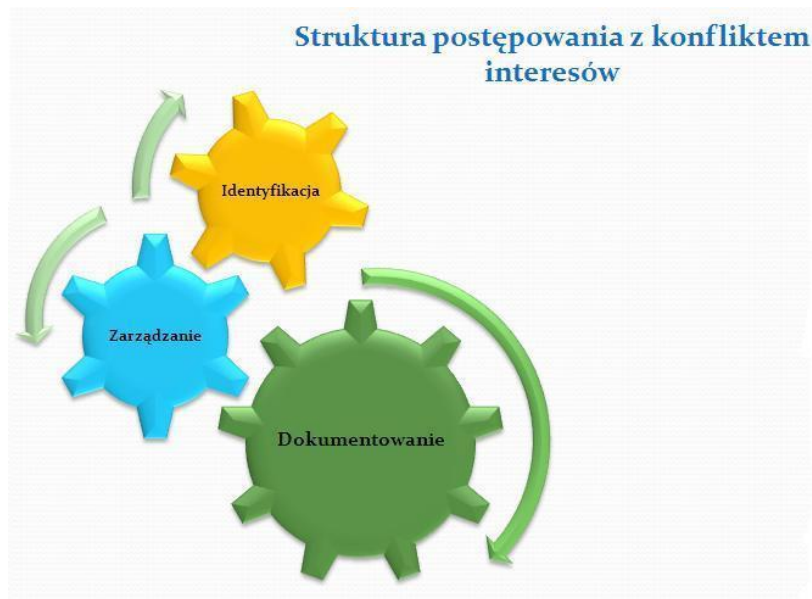 Struktura postępowania z konfliktem
interesów
Identyfikacja
Zarządzanie
Dokumentowanie